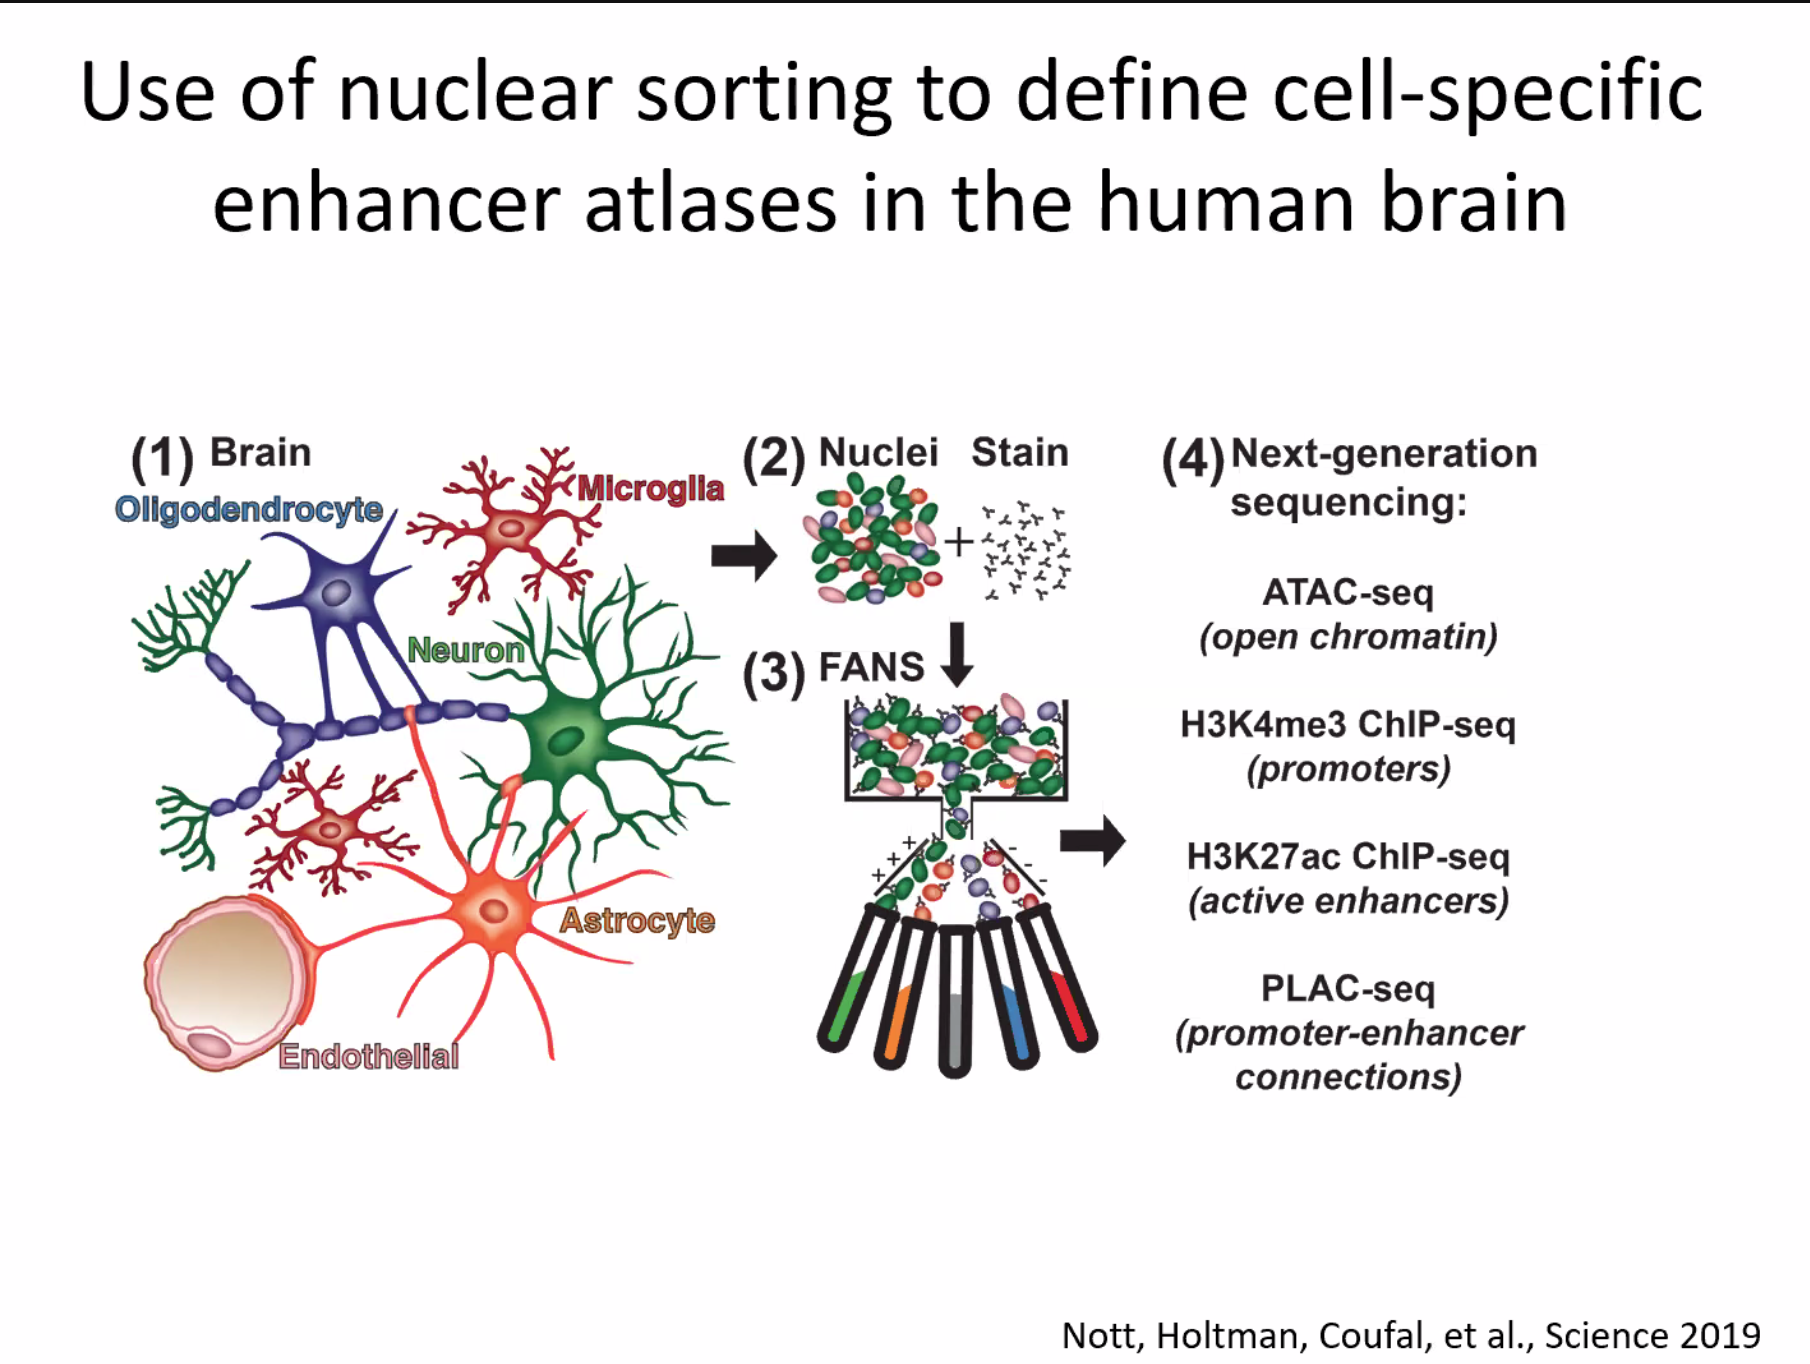 Use of nuclear sorting to define cell-specific
enhancer atlases in the human brain
(1) Brain
Oligodendrocyte
Microglia
Neuron
Astrocyte
Endothelial
(2) Nuclei Stain
+
(3) FANS
+
+
+
-
-
-
(4) Next-generation
sequencing:
ATAC-seq
(open chromatin)
H3K4me3 ChIP-seq
(promoters)
H3K27ac ChIP-seq
(active enhancers)
PLAC-seq
(promoter-enhancer
connections)
Nott, Holtman, Coufal, et al., Science 2019